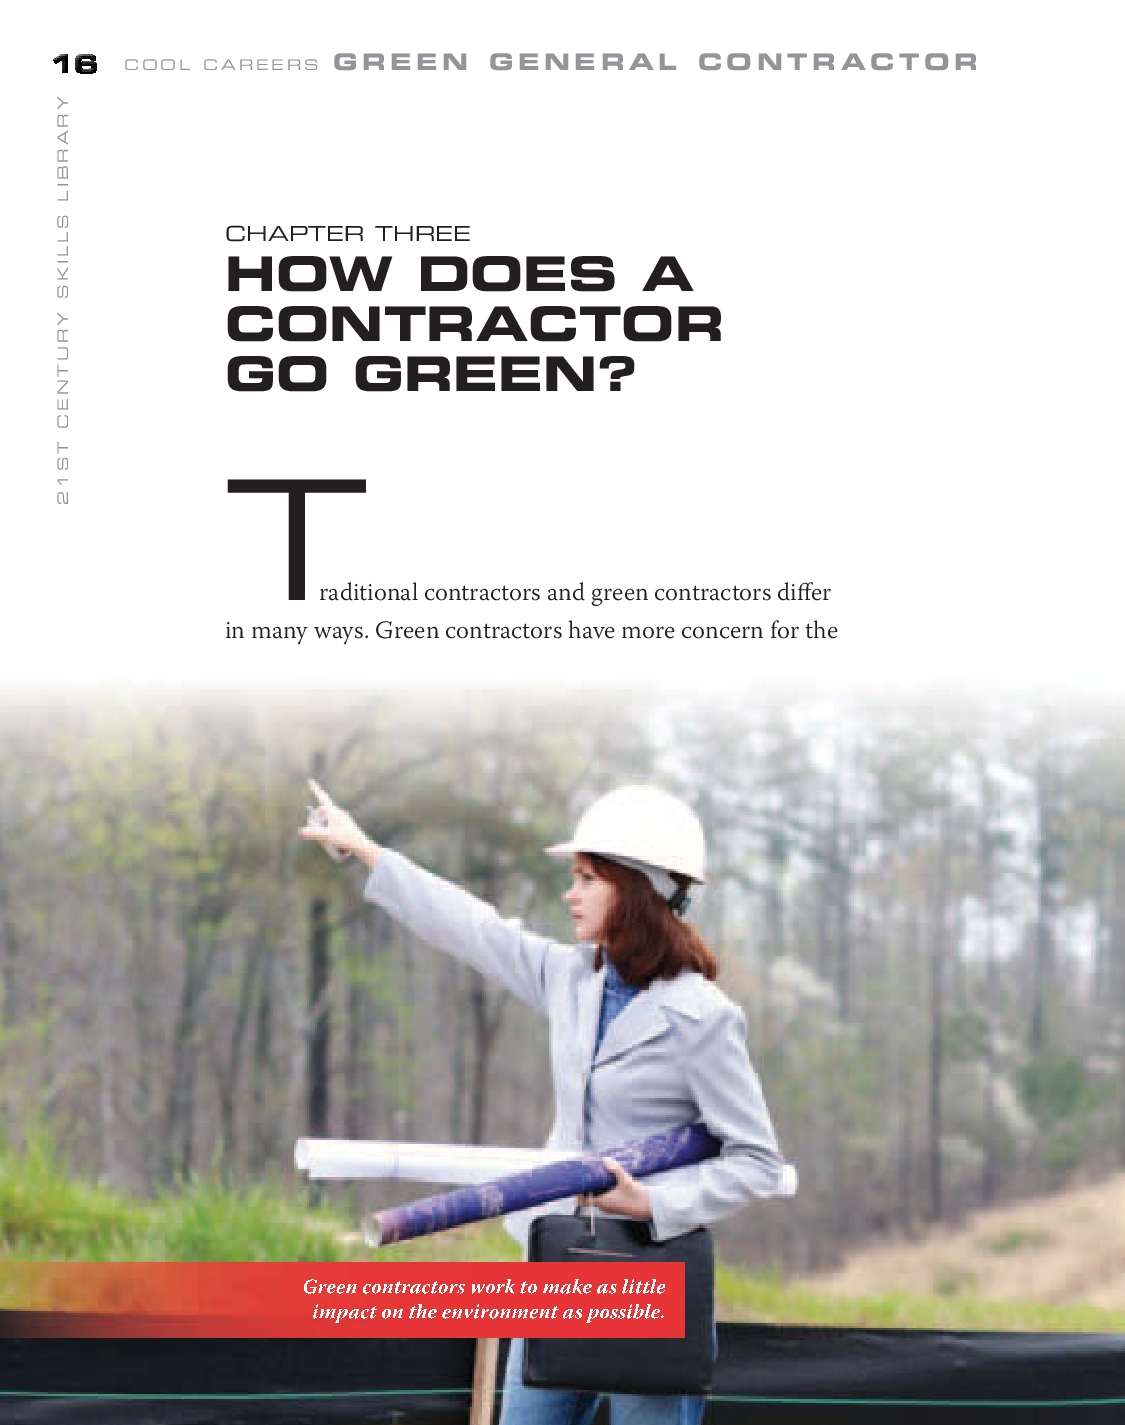 16 COOL CAREERS GREEN GENERAL CONTRACTOR
21ST CENTURY SKILLS LIBRARY
CHAPTER THREE
HOW DOES A
CONTRACTOR
GO GREEN?
Traditional contractors and green contractors differ
in many ways. Green contractors have more concern for the
Green contractors work to make as little
impact on the environment as possible.